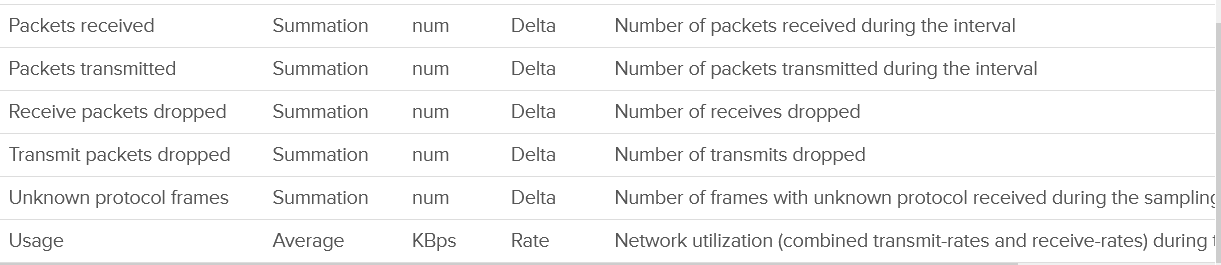 Packets received Summation num Delta Number of packets received during the interval
Packets transmitted Summation num Delta Number of packets transmitted during the interval
Receive packets dropped Summation num Delta Number of receives dropped
Transmit packets dropped Summation num Delta Number of transmits dropped
Unknown protocol frames Summation num Delta Number of frames with unknown protocol received during the sampling
Usage Average KBps Rate Network utilization (combined transmit-rates and receive-rates) during